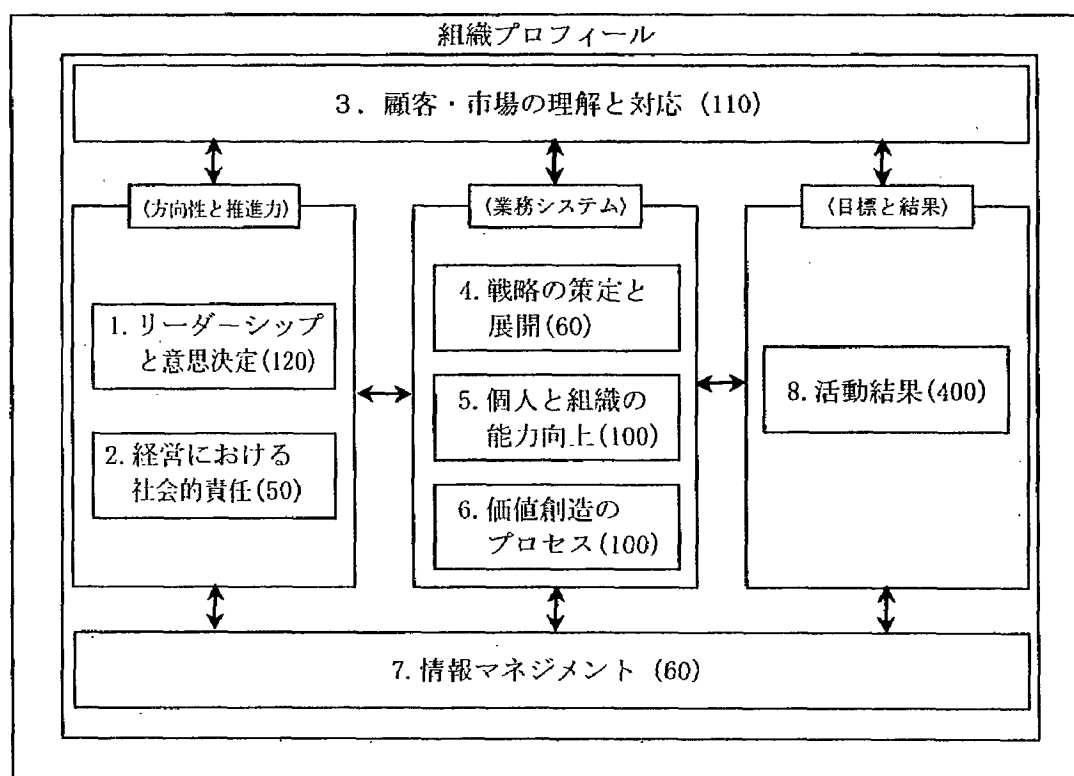 組織プロフィール
3. 顧客・市場の理解と対応 (110)
〈方向性と推進力〉
〈業務システム〉
〈目標と結果〉
1. リーダーシップ
と意思決定(120)
2. 経営における
社会的責任(50)
4. 戦略の策定と
展開(60)
5. 個人と組織の
能力向上(100)
6. 価値創造の
プロセス(100)
8. 活動結果(400)
7. 情報マネジメント (60)